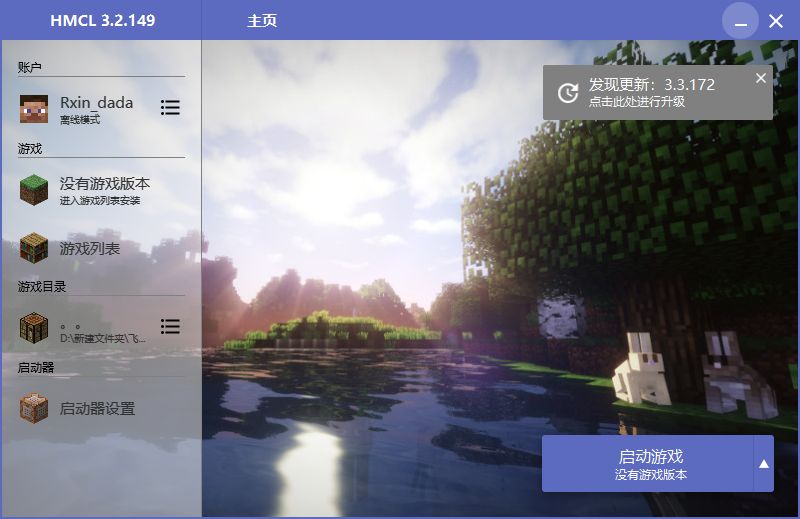 HMCL 3.2.149
主页
账户
Rxin_dada
离线模式
游戏
没有游戏版本
进入游戏列表安装
游戏列表
游戏目录
。。
D:\新建文件夹\飞...
启动器
启动器设置
发现更新：3.3.172
点击此处进行升级
启动游戏
没有游戏版本